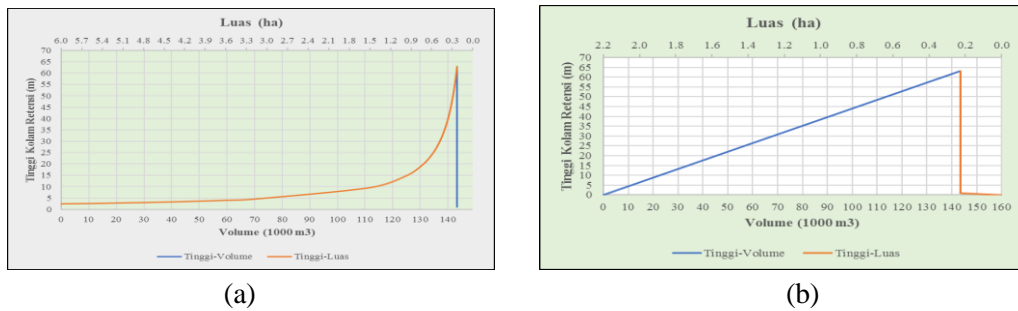 Luas (ha)
6.0 5.7 5.4 5.1 4.8 4.5 4.2 3.9 3.6 3.3 3.0 2.7 2.4 2.1 1.8 1.5 1.2 0.9 0.6 0.3 0.0
Tinggi Kolam Retensi (m)
70
65
60
55
50
45
40
35
30
25
20
15
10
5
0
0 10 20 30 40 50 60 70 80 90 100 110 120 130 140
Volume (1000 m3)
Tinggi-Volume Tinggi-Luas
(a)
Luas (ha)
2.2 2.0 1.8 1.6 1.4 1.2 1.0 0.8 0.6 0.4 0.2 0.0
Tinggi Kolam Retensi (m)
70
65
60
55
50
45
40
35
30
25
20
15
10
5
0
0 10 20 30 40 50 60 70 80 90 100 110 120 130 140 150 160
Volume (1000 m3)
Tinggi-Volume Tinggi-Luas
(b)